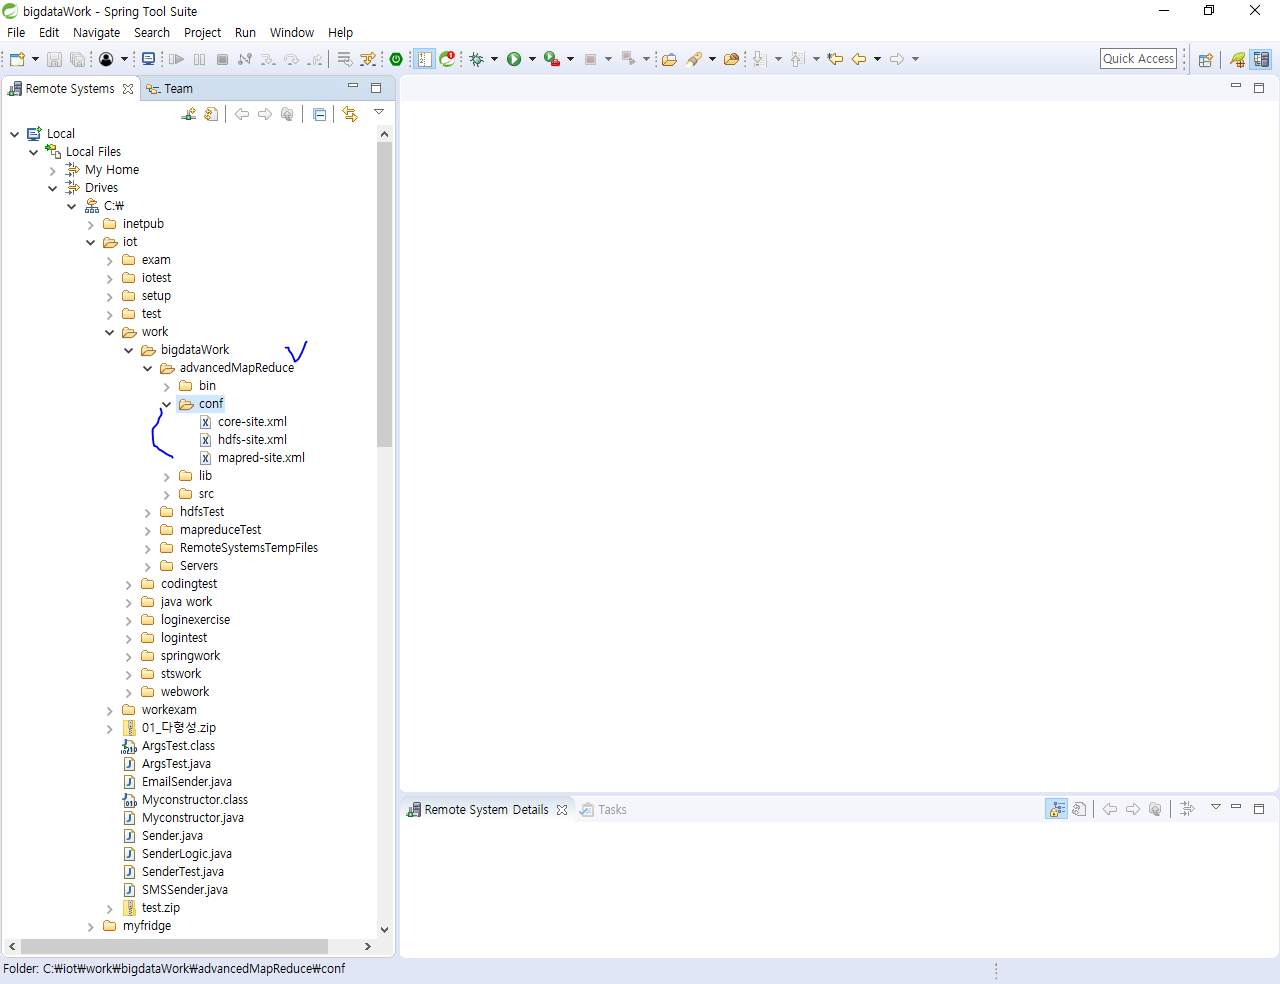 bigdataWork - Spring Tool Suite
File Edit Navigate Search Project Run Window Help
Quick Access
Remote Systems Team
Local
Local Files
My Home
Drives
C:₩
inetpub
iot
exam
iotest
setup
test
work
bigdataWork
advancedMapReduce
bin
conf
core-site.xml
hdfs-site.xml
mapred-site.xml
lib
src
hdfsTest
mapreduceTest
RemoteSystemsTempFiles
Servers
codingtest
java work
loginexercise
logintest
springwork
stswork
webwork
workexam
01_다형성.zip
ArgsTest.class
ArgsTest.java
EmailSender.java
Myconstructor.class
Myconstructor.java
Sender.java
SenderLogic.java
SenderTest.java
SMSSender.java
test.zip
myfridge
Remote System Details Tasks
Folder: C:₩iot₩work₩bigdataWork₩advancedMapReduce₩conf